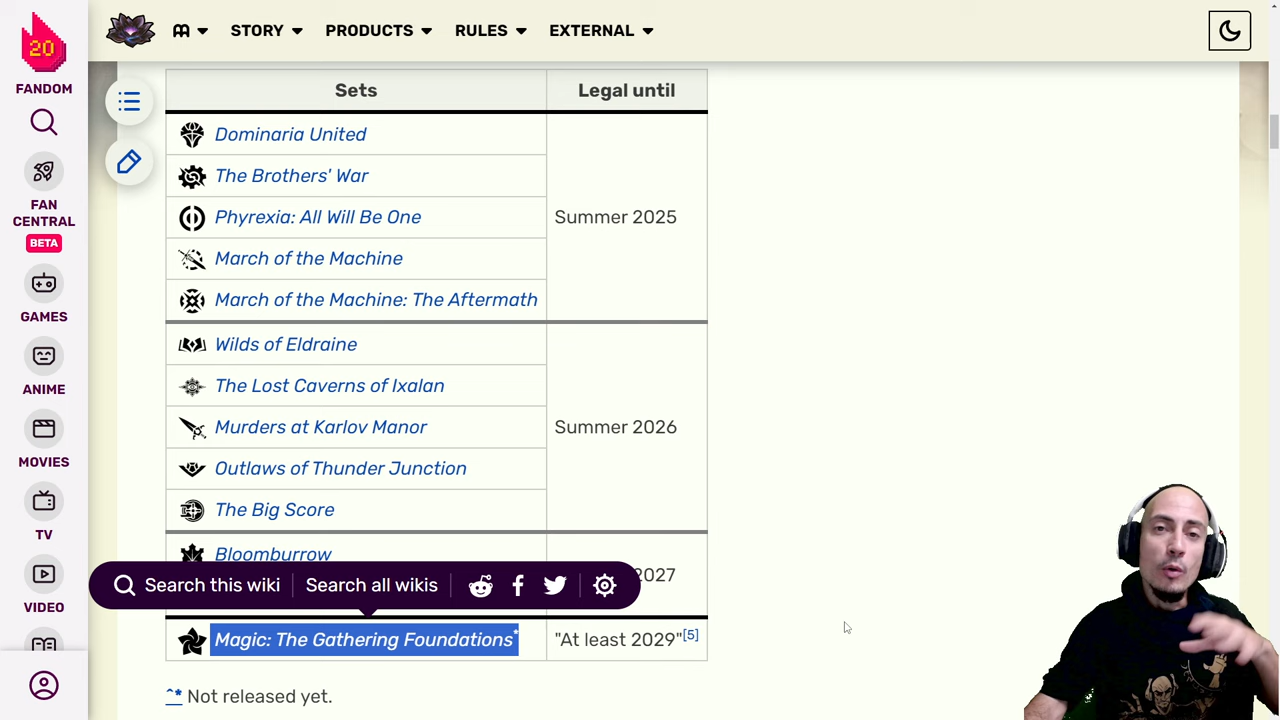 STORY PRODUCTS RULES EXTERNAL
20
FANDOM
FAN
CENTRAL
BETA
GAMES
ANIME
MOVIES
TV
VIDEO
Sets Legal until
Dominaria United
The Brothers' War
Phyrexia: All Will Be One
March of the Machine
March of the Machine: The Aftermath
Summer 2025
Wilds of Eldraine
The Lost Caverns of Ixalan
Murders at Karlov Manor
Outlaws of Thunder Junction
The Big Score
Summer 2026
Bloomburrow
2027
Search this wiki Search all wikis
Magic: The Gathering Foundations* "At least 2029"[5]
^* Not released yet.